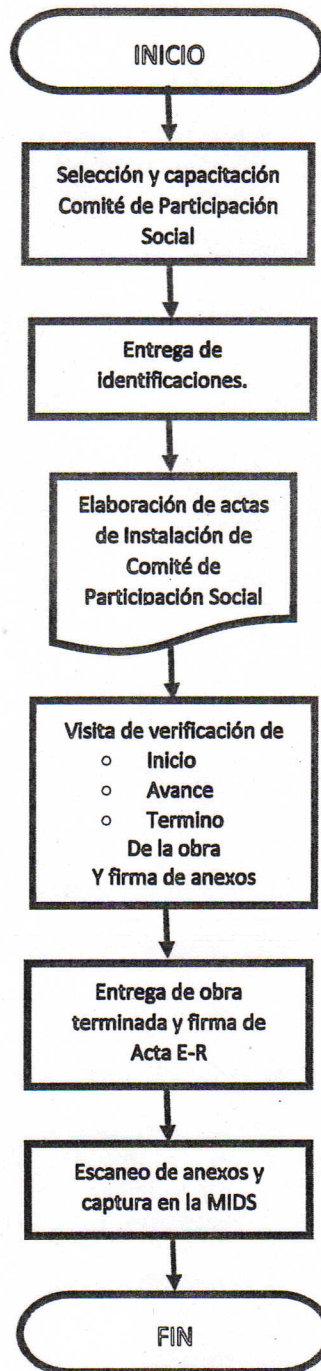 INICIO
Selección y capacitación
Comité de Participación
Social
Entrega de
identificaciones.
Elaboración de actas
de Instalación de
Comité de
Participación Social
Visita de verificación de
○ Inicio
○ Avance
○ Termino
De la obra
Y firma de anexos
Entrega de obra
terminada y firma de
Acta E-R
Escaneo de anexos y
captura en la MIDS
FIN